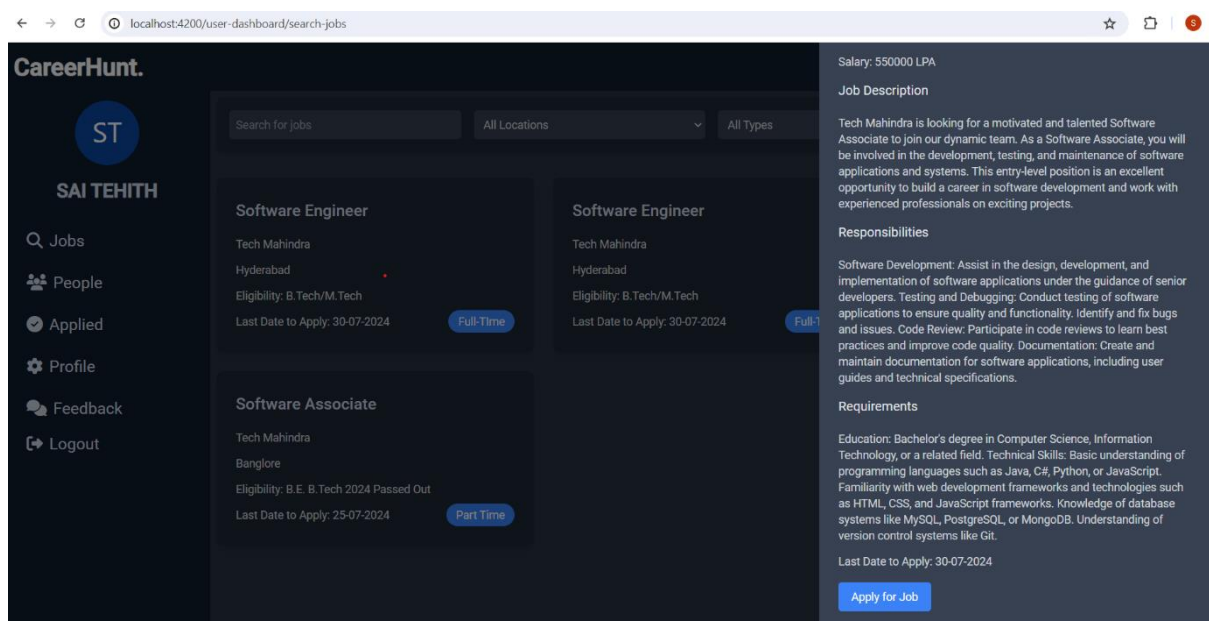 localhost:4200/user-dashboard/search-jobs
S
CareerHunt.
ST
SAI TEHITH
Jobs
People
Applied
Profile
Feedback
Logout
Search for jobs
All Locations
All Types
Software Engineer
Tech Mahindra
Hyderabad
Eligibility: B.Tech/M.Tech
Last Date to Apply: 30-07-2024
Full-TIme
Software Engineer
Tech Mahindra
Hyderabad
Eligibility: B.Tech/M.Tech
Last Date to Apply: 30-07-2024
Software Associate
Tech Mahindra
Banglore
Eligibility: B.E. B.Tech 2024 Passed Out
Last Date to Apply: 25-07-2024
Part Time
Salary: 550000 LPA
Job Description
Tech Mahindra is looking for a motivated and talented Software
Associate to join our dynamic team. As a Software Associate, you will
be involved in the development, testing, and maintenance of software
applications and systems. This entry-level position is an excellent
opportunity to build a career in software development and work with
experienced professionals on exciting projects.
Responsibilities
Software Development: Assist in the design, development, and
implementation of software applications under the guidance of senior
developers. Testing and Debugging: Conduct testing of software
applications to ensure quality and functionality. Identify and fix bugs
and issues. Code Review: Participate in code reviews to learn best
practices and improve code quality. Documentation: Create and
maintain documentation for software applications, including user
guides and technical specifications.
Requirements
Education: Bachelor's degree in Computer Science, Information
Technology, or a related field. Technical Skills: Basic understanding of
programming languages such as Java, C#, Python, or JavaScript.
Familiarity with web development frameworks and technologies such
as HTML, CSS, and JavaScript frameworks. Knowledge of database
systems like MySQL, PostgreSQL, or MongoDB. Understanding of
version control systems like Git.
Last Date to Apply: 30-07-2024
Apply for Job